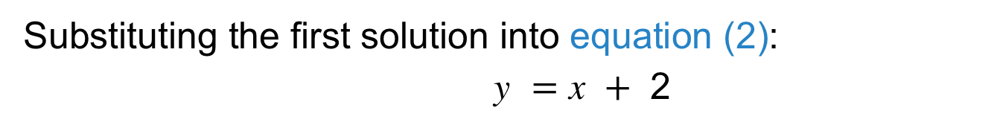 Substituting the first solution into equation (2):
y = x + 2